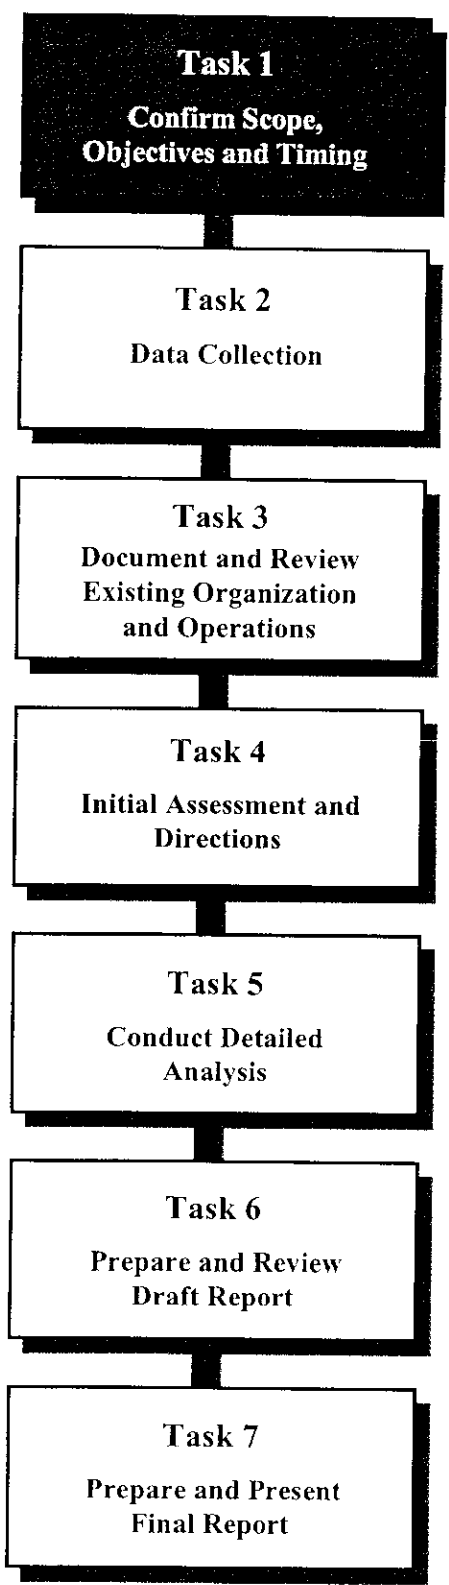 Task 1
Confirm Scope,
Objectives and Timing
Task 2
Data Collection
Task 3
Document and Review
Existing Organization
and Operations
Task 4
Initial Assessment and
Directions
Task 5
Conduct Detailed
Analysis
Task 6
Prepare and Review
Draft Report
Task 7
Prepare and Present
Final Report